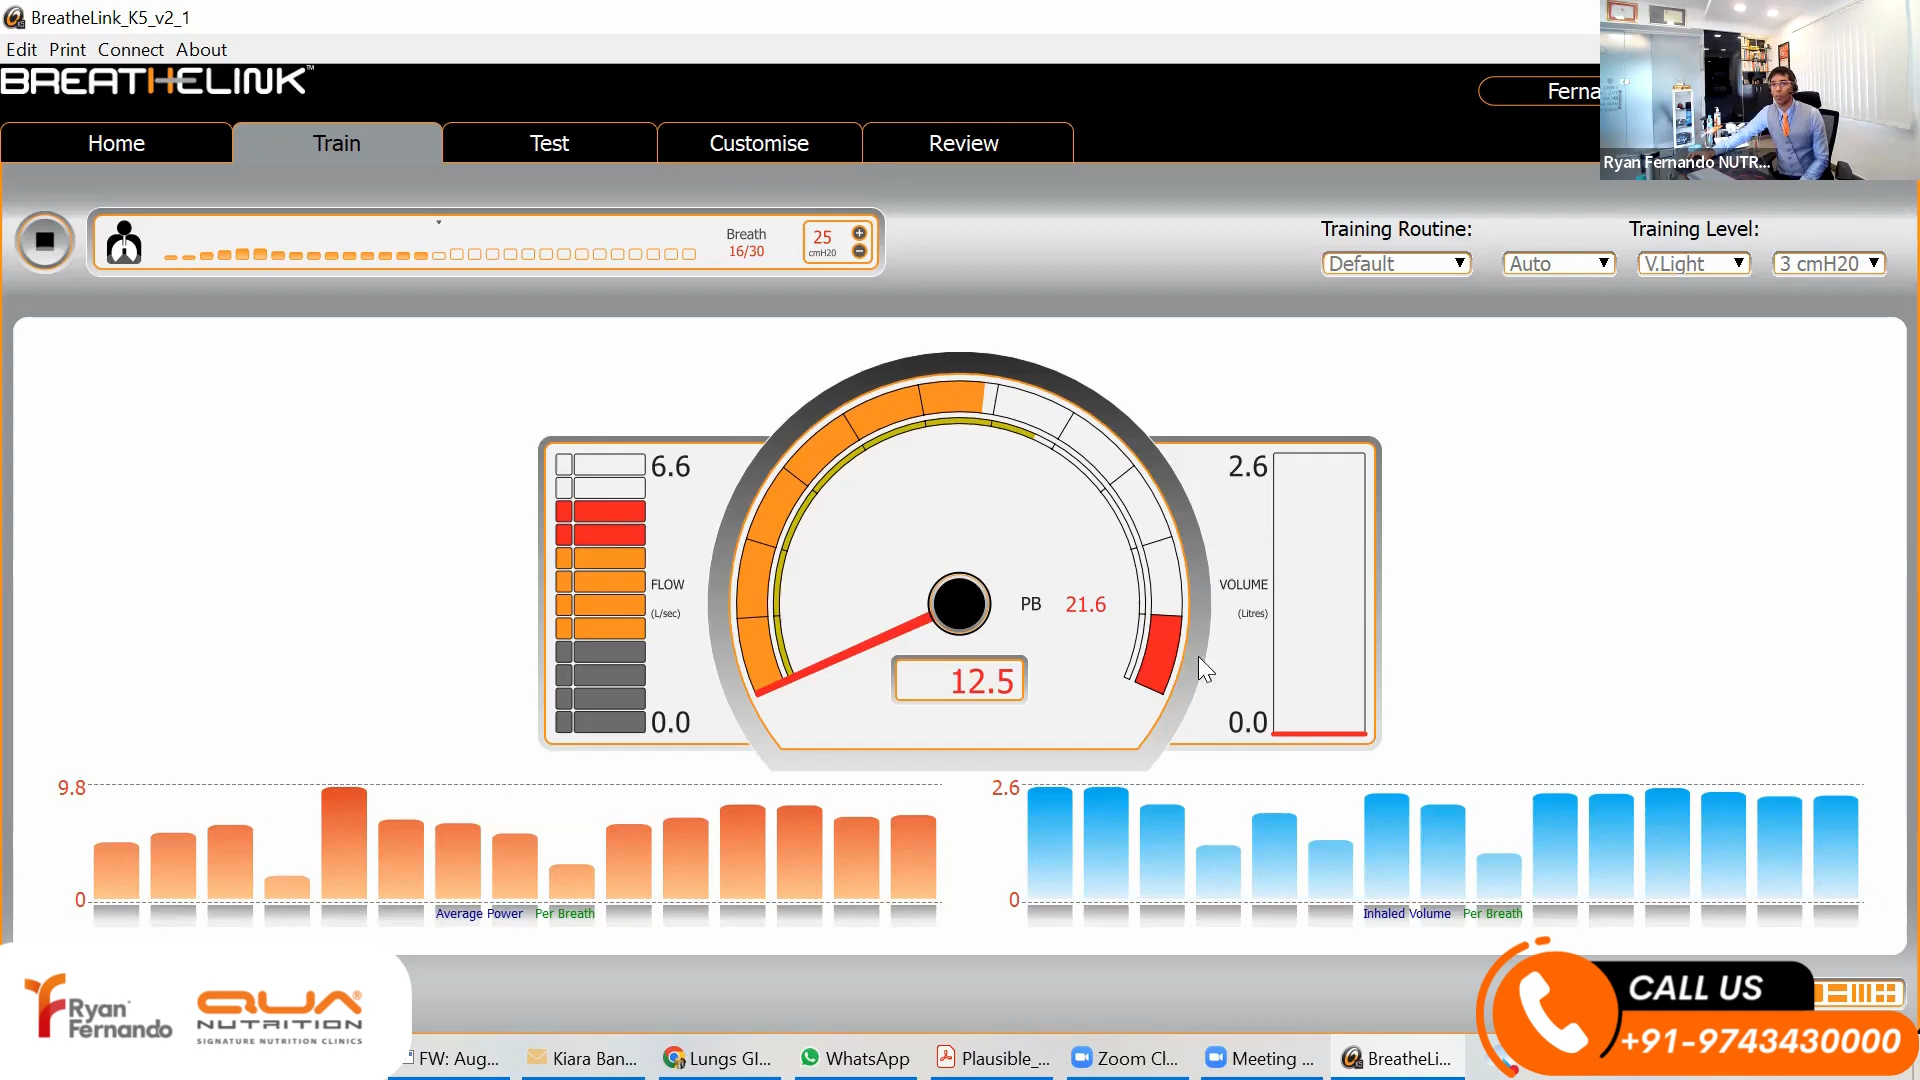 BreatheLink_K5_v2_1
Edit Print Connect About
BREATHELINK™
Ferna
Home Train Test Customise Review
Ryan Fernando NUTR...
Breath
16/30
25
cmH20
Training Routine: Training Level:
Default Auto V.Light 3 cmH20
6.6
FLOW
(L/sec)
0.0
PB 21.6
12.5
2.6
VOLUME
(Litres)
0.0
9.8
0
Average Power Per Breath
2.6
0
Inhaled Volume Per Breath
Ryan
Fernando
QUA
NUTRITION
SIGNATURE NUTRITION CLINICS
CALL US
+91-9743430000
FW: Aug... Kiara Ban... Lungs GI... WhatsApp Plausible_... Zoom Cl... Meeting ... BreatheLi...